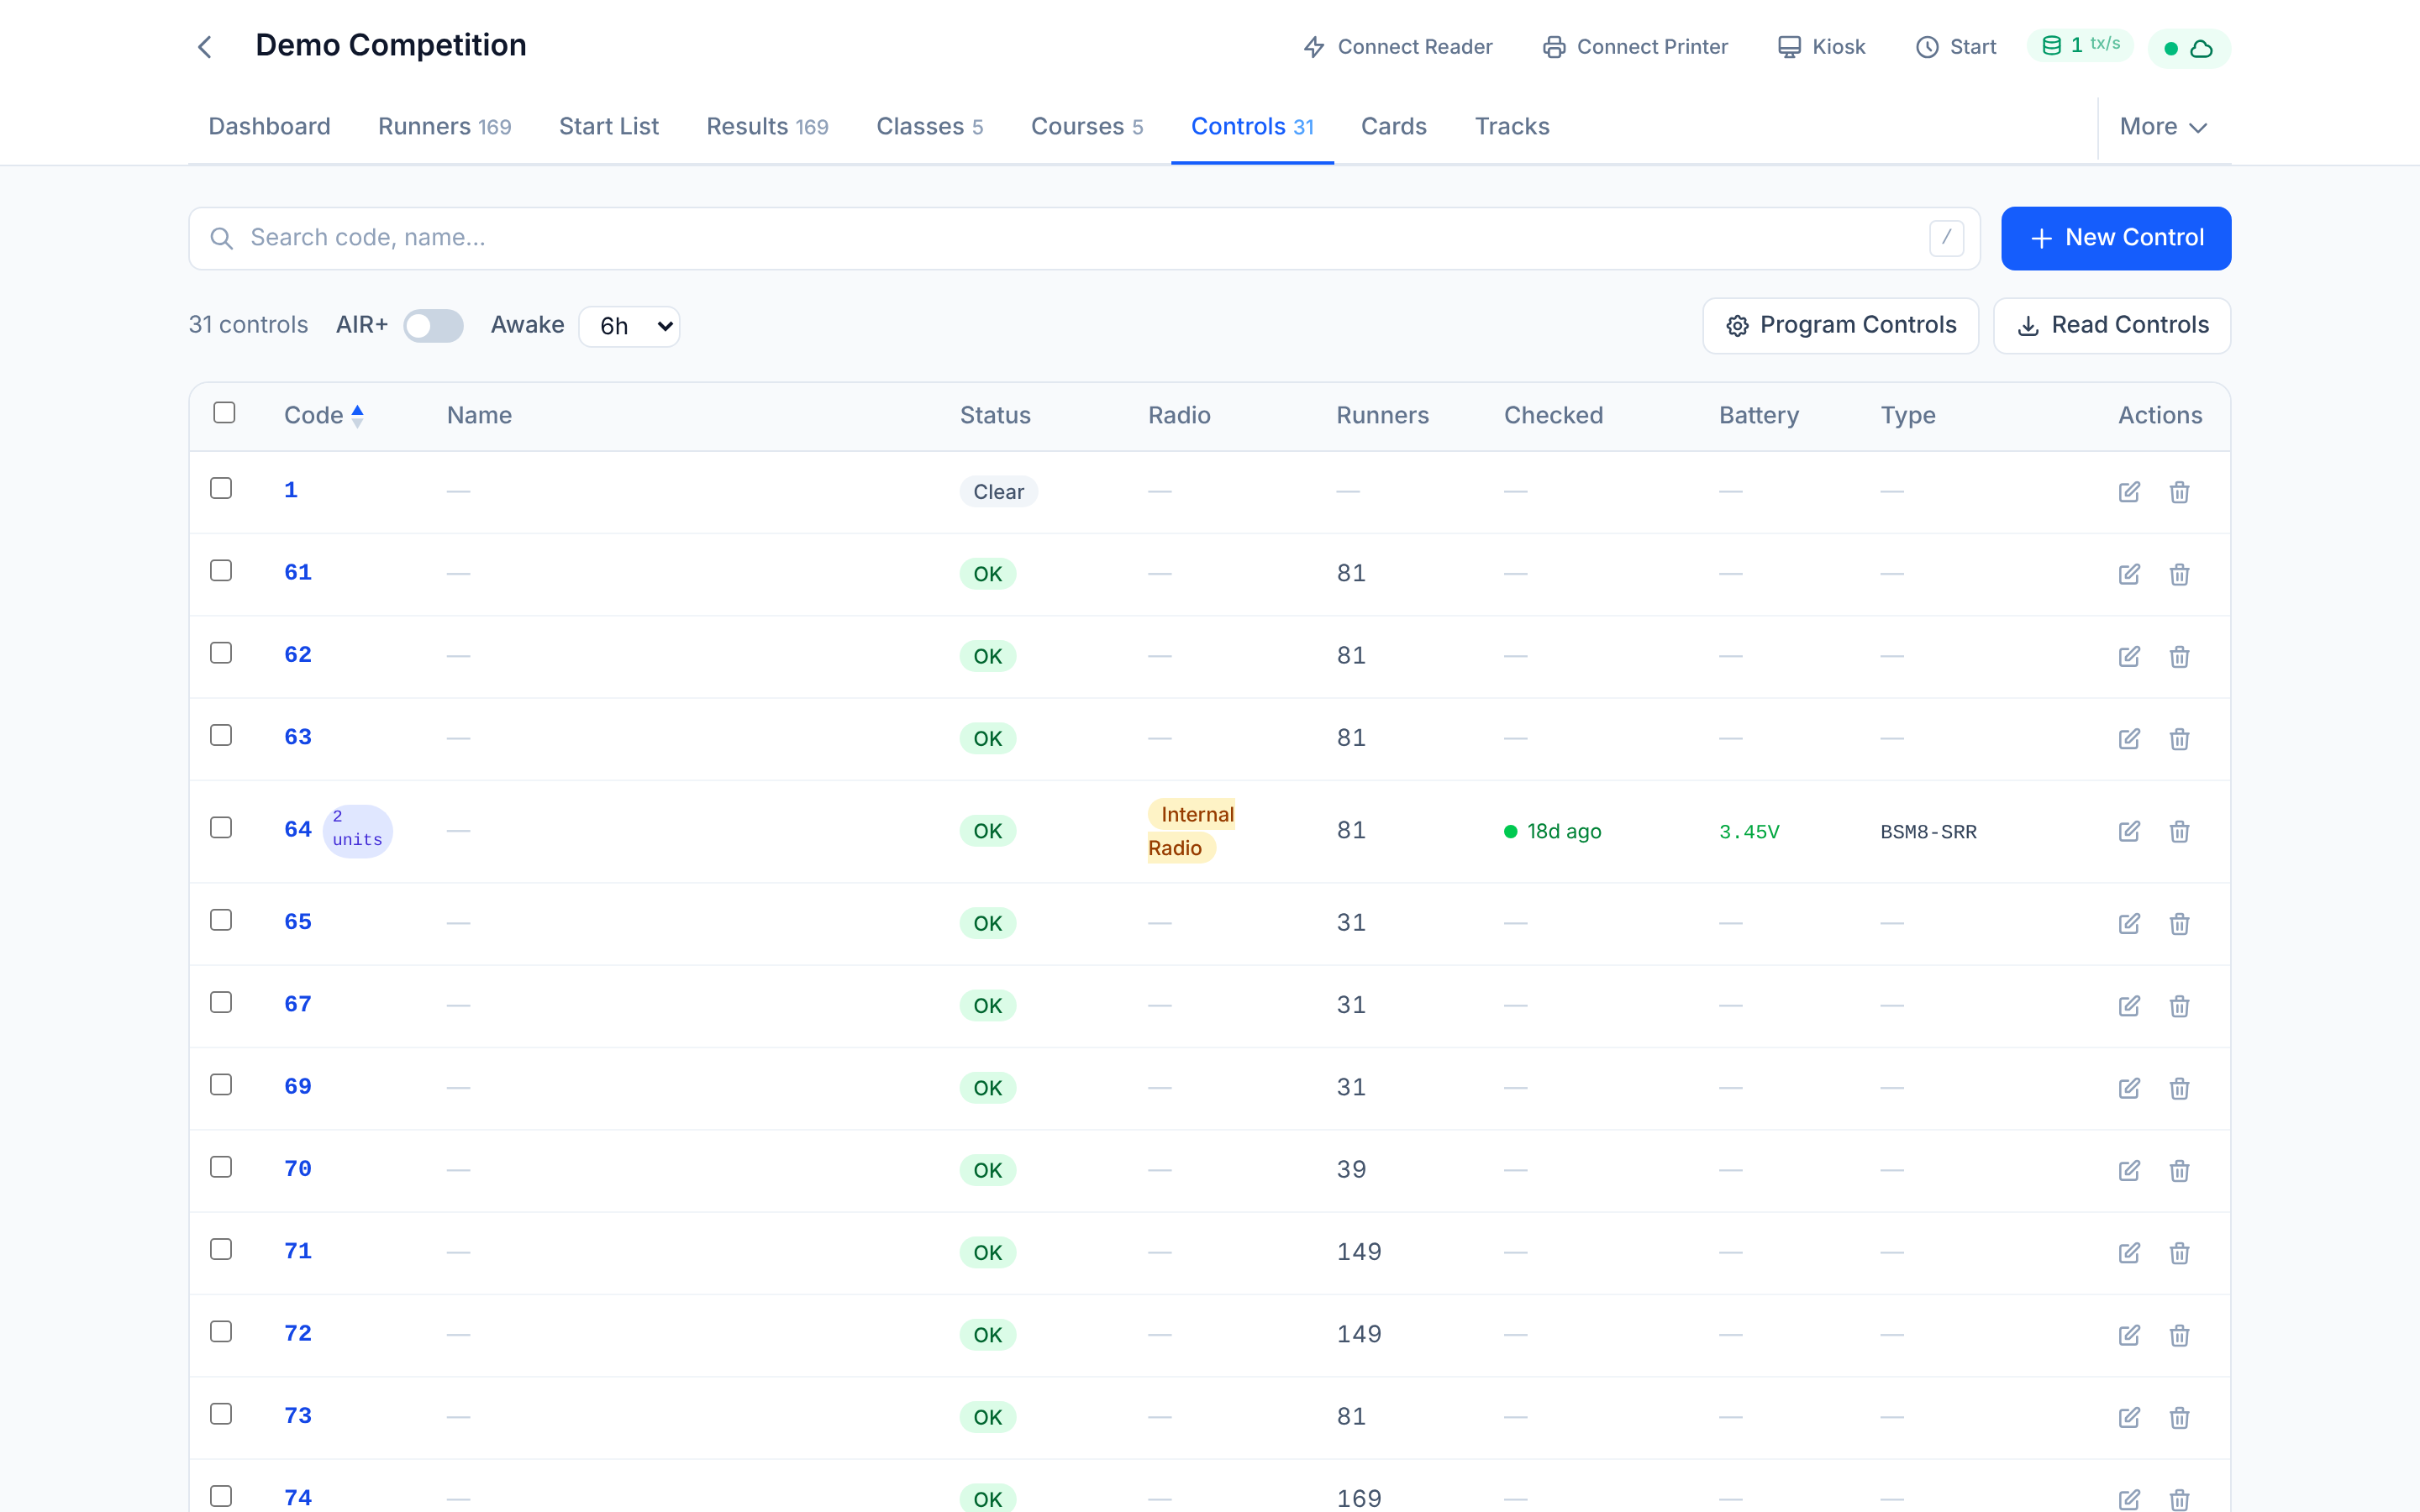 Demo Competition
Connect Reader
Connect Printer
Kiosk
Start
1 tx/s
Dashboard
Runners 169
Start List
Results 169
Classes 5
Courses 5
Controls 31
Cards
Tracks
More
Search code, name...
/
New Control
31 controls
AIR+
Awake
6h
Program Controls
Read Controls
Code Name Status Radio Runners Checked Battery Type Actions
1 — Clear — — — — —
61 — OK — 81 — — —
62 — OK — 81 — — —
63 — OK — 81 — — —
64 2 units — OK Internal Radio 81 18d ago 3.45V BSM8-SRR
65 — OK — 31 — — —
67 — OK — 31 — — —
69 — OK — 31 — — —
70 — OK — 39 — — —
71 — OK — 149 — — —
72 — OK — 149 — — —
73 — OK — 81 — — —
74 — OK — 169 — — —